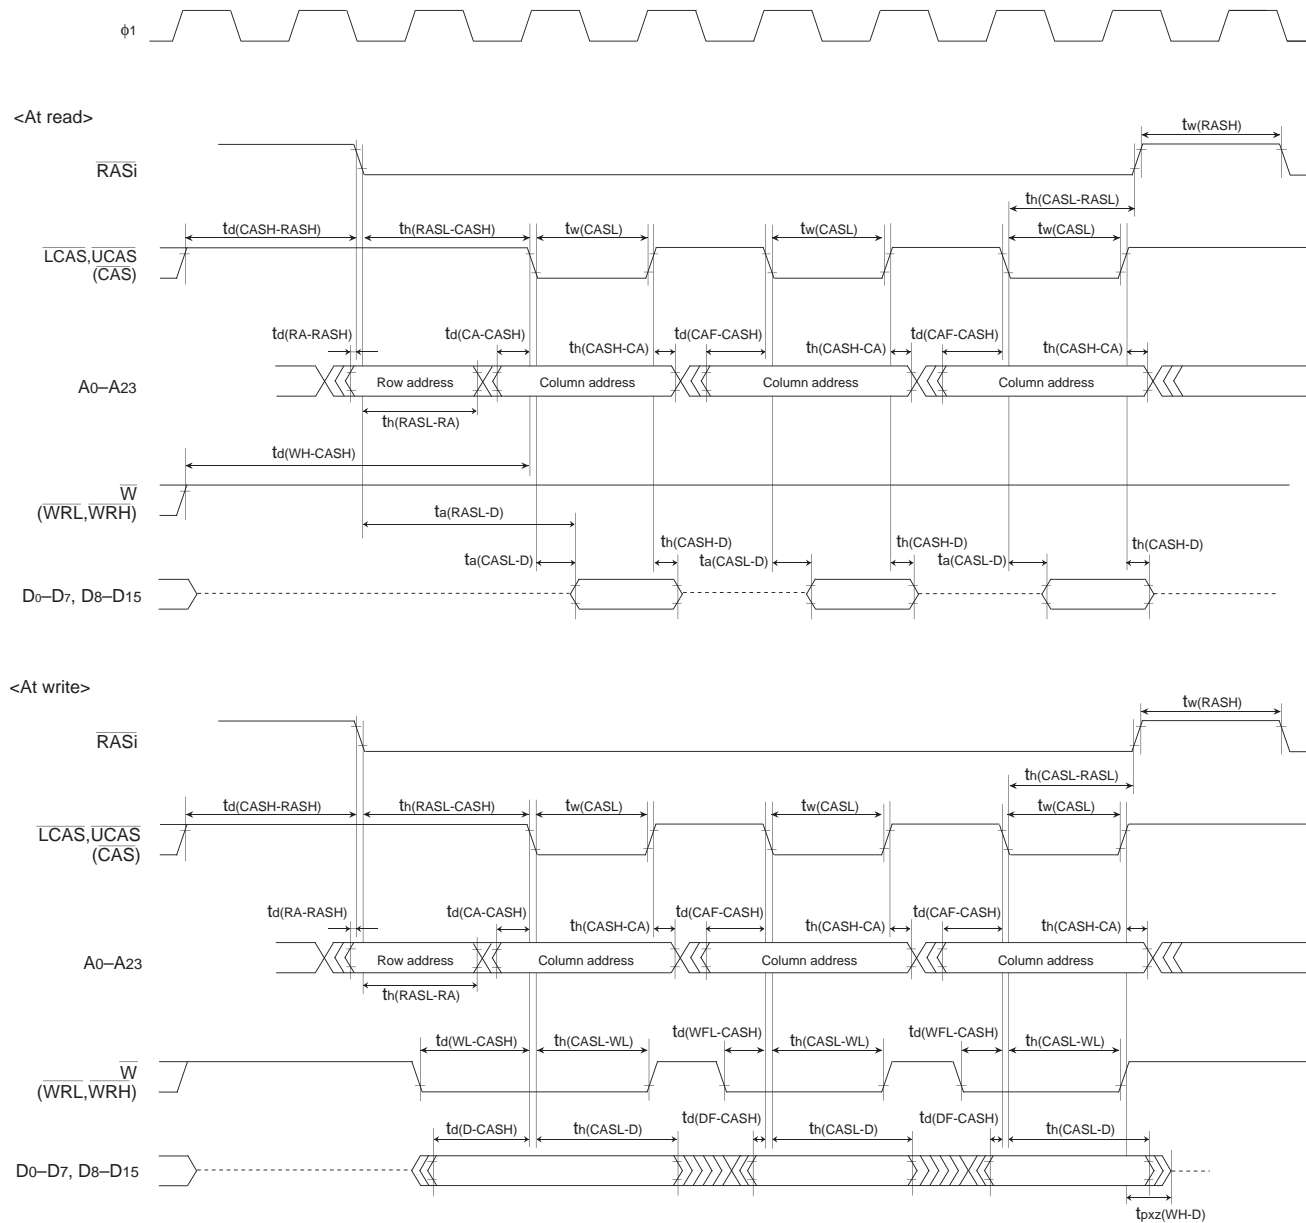 ϕ1
<At read>
tw(RASH)
RASi
th(CASL-RASL)
td(CASH-RASH) th(RASL-CASH) tw(CASL) tw(CASL) tw(CASL)
LCAS,UCAS
(CAS)
td(RA-RASH) td(CA-CASH) th(CASH-CA) td(CAF-CASH) th(CASH-CA) td(CAF-CASH) th(CASH-CA)
A0–A23 Row address Column address Column address Column address
th(RASL-RA)
td(WH-CASH)
W
(WRL,WRH)
ta(RASL-D)
th(CASH-D) th(CASH-D) th(CASH-D)
ta(CASL-D) ta(CASL-D) ta(CASL-D)
D0–D7, D8–D15
<At write>
tw(RASH)
RASi
th(CASL-RASL)
td(CASH-RASH) th(RASL-CASH) tw(CASL) tw(CASL) tw(CASL)
LCAS,UCAS
(CAS)
td(RA-RASH) td(CA-CASH) th(CASH-CA) td(CAF-CASH) th(CASH-CA) td(CAF-CASH) th(CASH-CA)
A0–A23 Row address Column address Column address Column address
th(RASL-RA)
td(WFL-CASH) td(WFL-CASH)
td(WL-CASH) th(CASL-WL) th(CASL-WL) th(CASL-WL)
W
(WRL,WRH)
td(DF-CASH) td(DF-CASH)
td(D-CASH) th(CASL-D) th(CASL-D) th(CASL-D)
D0–D7, D8–D15
tpxz(WH-D)